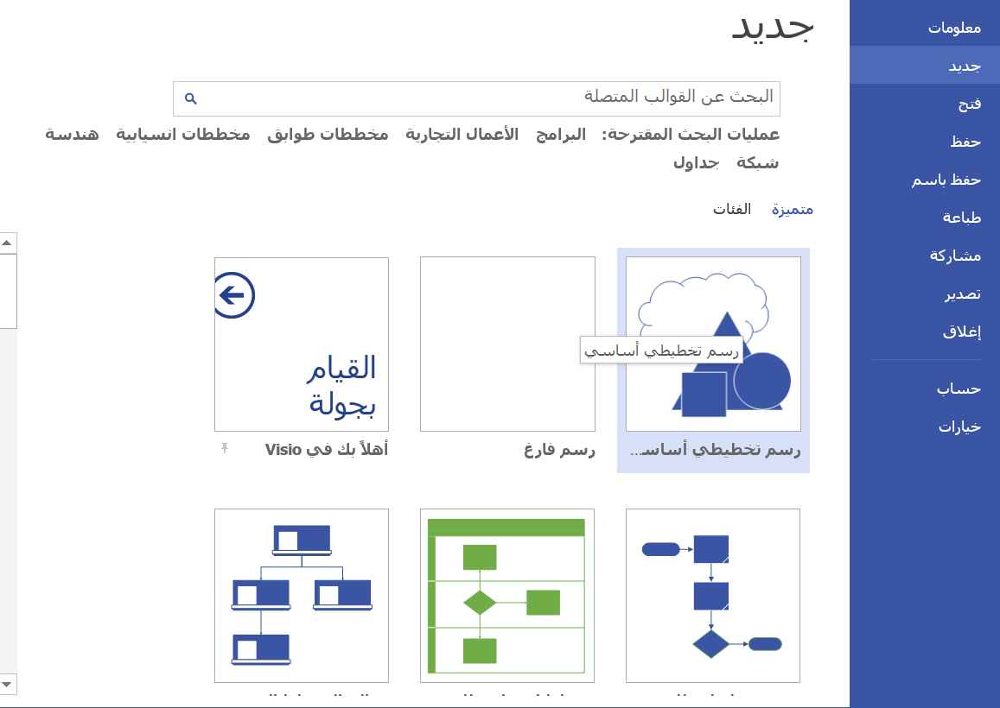 معلومات
جديد
فتح
حفظ
حفظ باسم
طباعة
مشاركة
تصدير
إغلاق
حساب
خيارات
جديد
البحث عن القوالب المتصلة
عمليات البحث المقترحة: البرامج الأعمال التجارية مخططات طوابق مخططات انسيابية هندسة
شبكة جداول
متميزة الفئات
رسم تخطيطي أساسي
القيام
بجولة
رسم تخطيطي أساسـ... رسم فارغ أهلاً بك في Visio